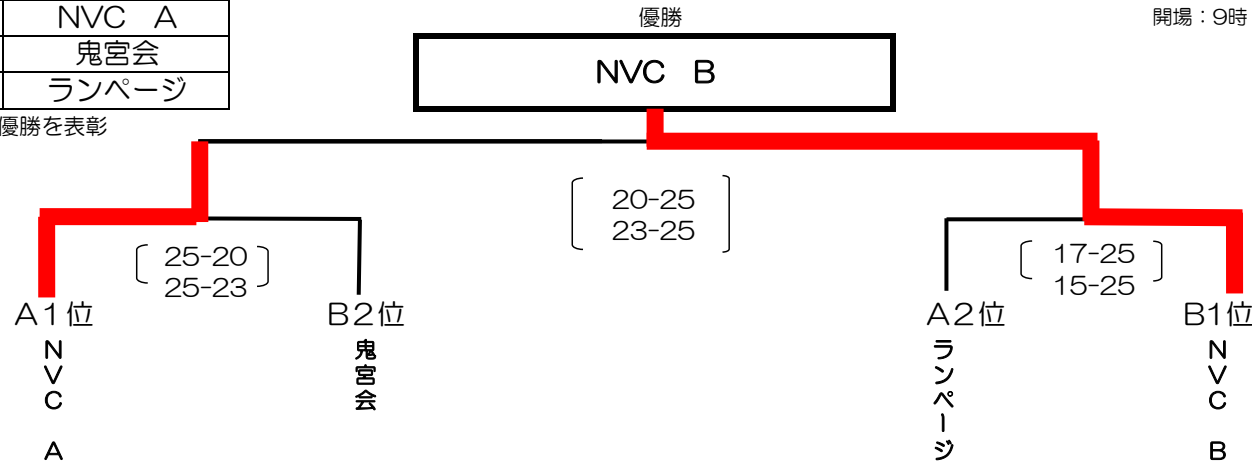 NVC A
鬼宮会
ランページ
優勝を表彰
優勝
開場：9時
NVC B
20-25
23-25
25-20
25-23
17-25
15-25
A1位
B2位
A2位
B1位
NVC A
鬼宮会
ランページ
NVC B